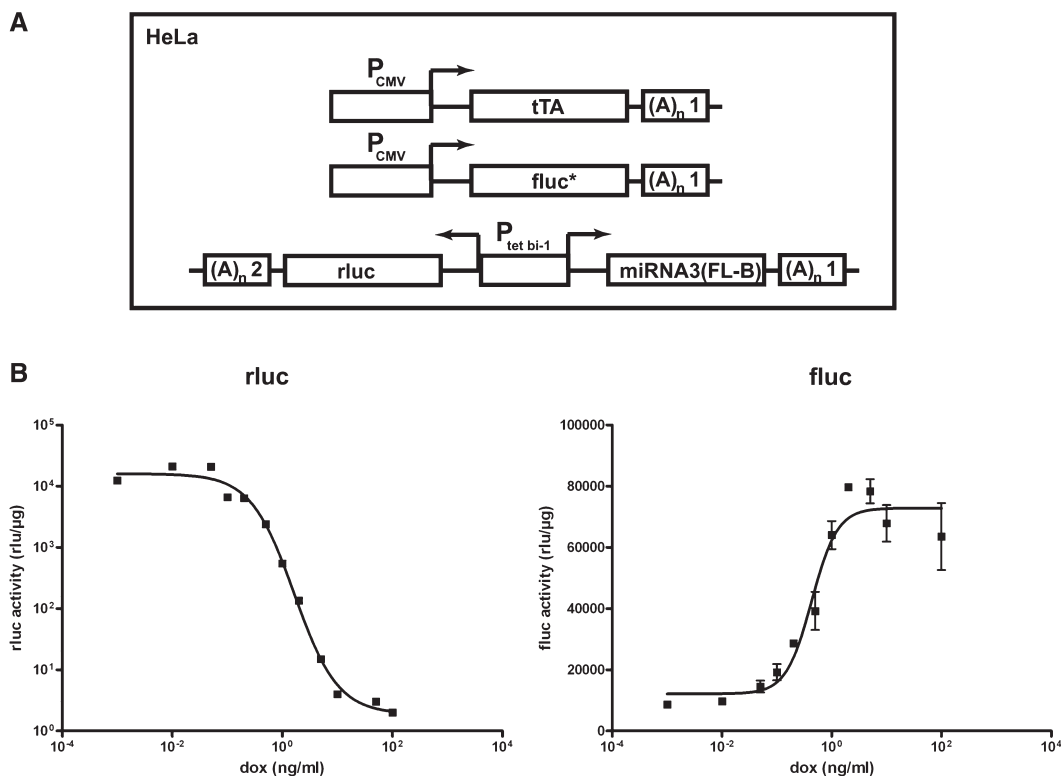 A
HeLa
P CMV
tTA
(A)n 1
P CMV
fluc*
(A)n 1
P tet bi-1
(A)n 2
rluc
miRNA3(FL-B)
(A)n 1
B
rluc
rluc activity (rlu/µg)
10^5
10^4
10^3
10^2
10^1
10^0
10^-4
10^-2
10^0
10^2
10^4
dox (ng/ml)
fluc
fluc activity (rlu/µg)
100000
80000
60000
40000
20000
0
10^-4
10^-2
10^0
10^2
10^4
dox (ng/ml)